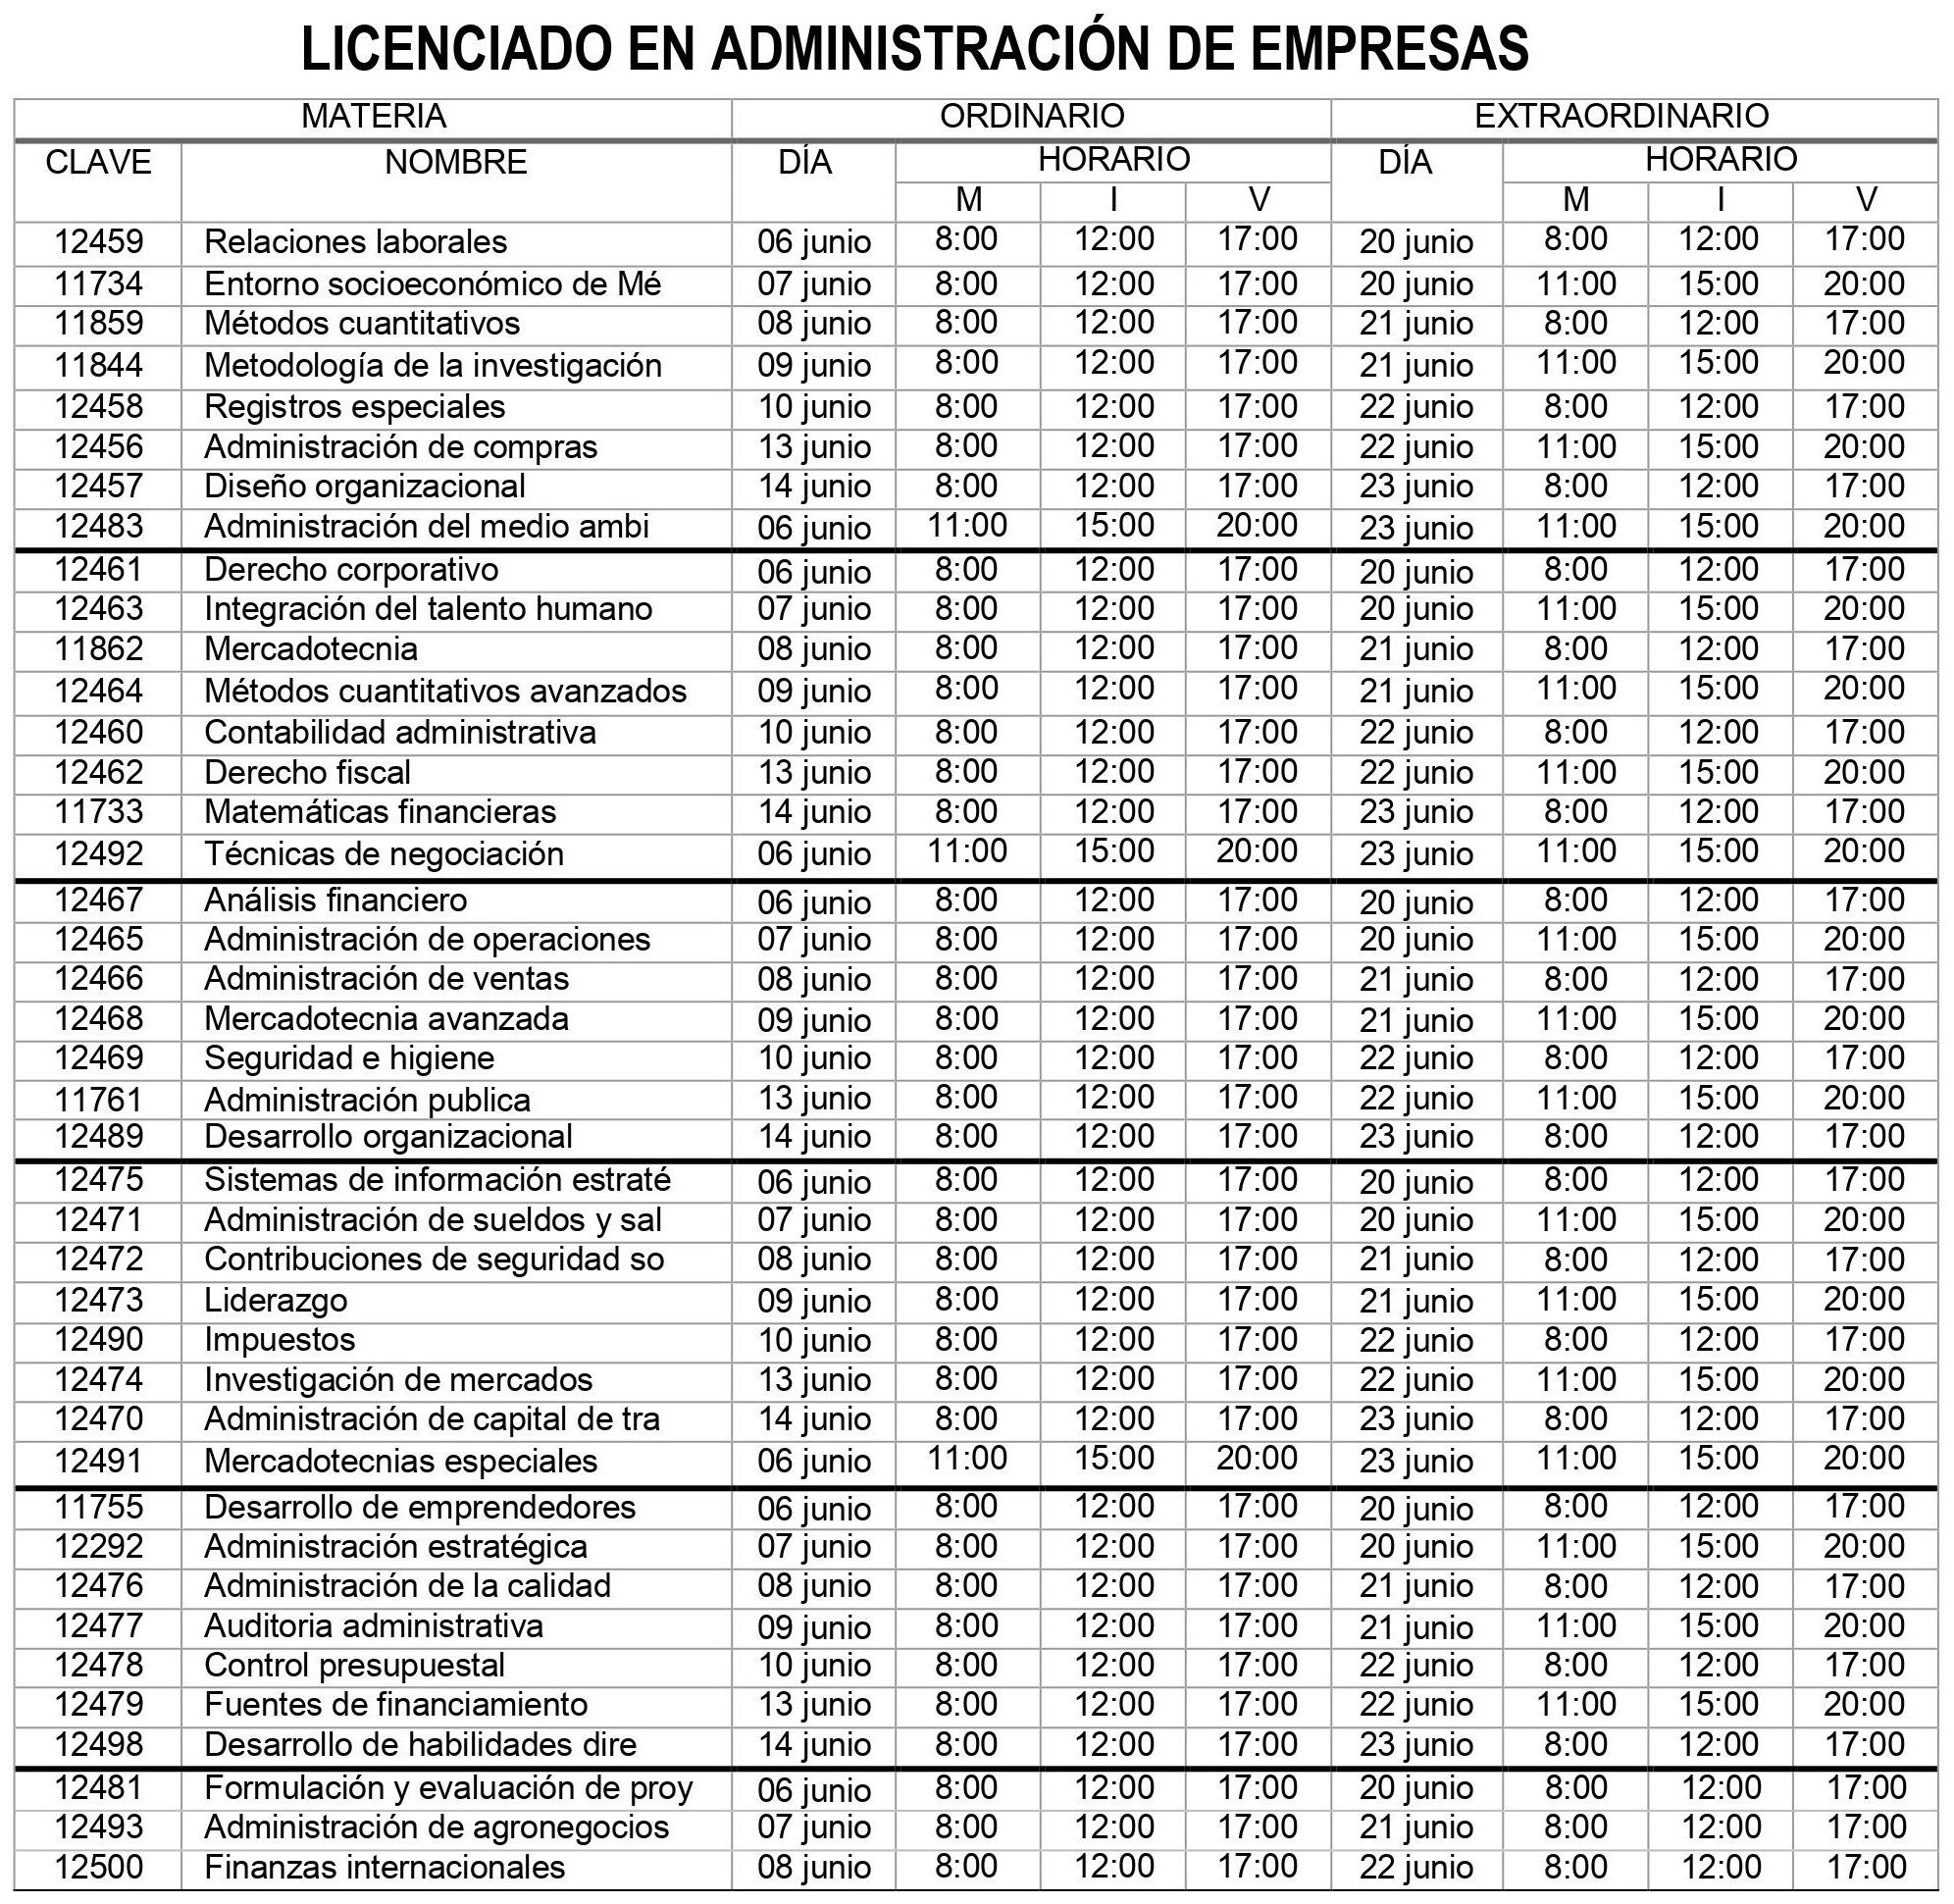 LICENCIADO EN ADMINISTRACIÓN DE EMPRESAS
MATERIA ORDINARIO EXTRAORDINARIO
CLAVE NOMBRE DÍA HORARIO DÍA HORARIO
M I V M I V
12459 Relaciones laborales 06 junio 8:00 12:00 17:00 20 junio 8:00 12:00 17:00
11734 Entorno socioeconómico de Mé 07 junio 8:00 12:00 17:00 20 junio 11:00 15:00 20:00
11859 Métodos cuantitativos 08 junio 8:00 12:00 17:00 21 junio 8:00 12:00 17:00
11844 Metodología de la investigación 09 junio 8:00 12:00 17:00 21 junio 11:00 15:00 20:00
12458 Registros especiales 10 junio 8:00 12:00 17:00 22 junio 8:00 12:00 17:00
12456 Administración de compras 13 junio 8:00 12:00 17:00 22 junio 11:00 15:00 20:00
12457 Diseño organizacional 14 junio 8:00 12:00 17:00 23 junio 8:00 12:00 17:00
12483 Administración del medio ambi 06 junio 11:00 15:00 20:00 23 junio 11:00 15:00 20:00
12461 Derecho corporativo 06 junio 8:00 12:00 17:00 20 junio 8:00 12:00 17:00
12463 Integración del talento humano 07 junio 8:00 12:00 17:00 20 junio 11:00 15:00 20:00
11862 Mercadotecnia 08 junio 8:00 12:00 17:00 21 junio 8:00 12:00 17:00
12464 Métodos cuantitativos avanzados 09 junio 8:00 12:00 17:00 21 junio 11:00 15:00 20:00
12460 Contabilidad administrativa 10 junio 8:00 12:00 17:00 22 junio 8:00 12:00 17:00
12462 Derecho fiscal 13 junio 8:00 12:00 17:00 22 junio 11:00 15:00 20:00
11733 Matemáticas financieras 14 junio 8:00 12:00 17:00 23 junio 8:00 12:00 17:00
12492 Técnicas de negociación 06 junio 11:00 15:00 20:00 23 junio 11:00 15:00 20:00
12467 Análisis financiero 06 junio 8:00 12:00 17:00 20 junio 8:00 12:00 17:00
12465 Administración de operaciones 07 junio 8:00 12:00 17:00 20 junio 11:00 15:00 20:00
12466 Administración de ventas 08 junio 8:00 12:00 17:00 21 junio 8:00 12:00 17:00
12468 Mercadotecnia avanzada 09 junio 8:00 12:00 17:00 21 junio 11:00 15:00 20:00
12469 Seguridad e higiene 10 junio 8:00 12:00 17:00 22 junio 8:00 12:00 17:00
11761 Administración publica 13 junio 8:00 12:00 17:00 22 junio 11:00 15:00 20:00
12489 Desarrollo organizacional 14 junio 8:00 12:00 17:00 23 junio 8:00 12:00 17:00
12475 Sistemas de información estraté 06 junio 8:00 12:00 17:00 20 junio 8:00 12:00 17:00
12471 Administración de sueldos y sal 07 junio 8:00 12:00 17:00 20 junio 11:00 15:00 20:00
12472 Contribuciones de seguridad so 08 junio 8:00 12:00 17:00 21 junio 8:00 12:00 17:00
12473 Liderazgo 09 junio 8:00 12:00 17:00 21 junio 11:00 15:00 20:00
12490 Impuestos 10 junio 8:00 12:00 17:00 22 junio 8:00 12:00 17:00
12474 Investigación de mercados 13 junio 8:00 12:00 17:00 22 junio 11:00 15:00 20:00
12470 Administración de capital de tra 14 junio 8:00 12:00 17:00 23 junio 8:00 12:00 17:00
12491 Mercadotecnias especiales 06 junio 11:00 15:00 20:00 23 junio 11:00 15:00 20:00
11755 Desarrollo de emprendedores 06 junio 8:00 12:00 17:00 20 junio 8:00 12:00 17:00
12292 Administración estratégica 07 junio 8:00 12:00 17:00 20 junio 11:00 15:00 20:00
12476 Administración de la calidad 08 junio 8:00 12:00 17:00 21 junio 8:00 12:00 17:00
12477 Auditoria administrativa 09 junio 8:00 12:00 17:00 21 junio 11:00 15:00 20:00
12478 Control presupuestal 10 junio 8:00 12:00 17:00 22 junio 8:00 12:00 17:00
12479 Fuentes de financiamiento 13 junio 8:00 12:00 17:00 22 junio 11:00 15:00 20:00
12498 Desarrollo de habilidades dire 14 junio 8:00 12:00 17:00 23 junio 8:00 12:00 17:00
12481 Formulación y evaluación de proy 06 junio 8:00 12:00 17:00 20 junio 8:00 12:00 17:00
12493 Administración de agronegocios 07 junio 8:00 12:00 17:00 21 junio 8:00 12:00 17:00
12500 Finanzas internacionales 08 junio 8:00 12:00 17:00 22 junio 8:00 12:00 17:00